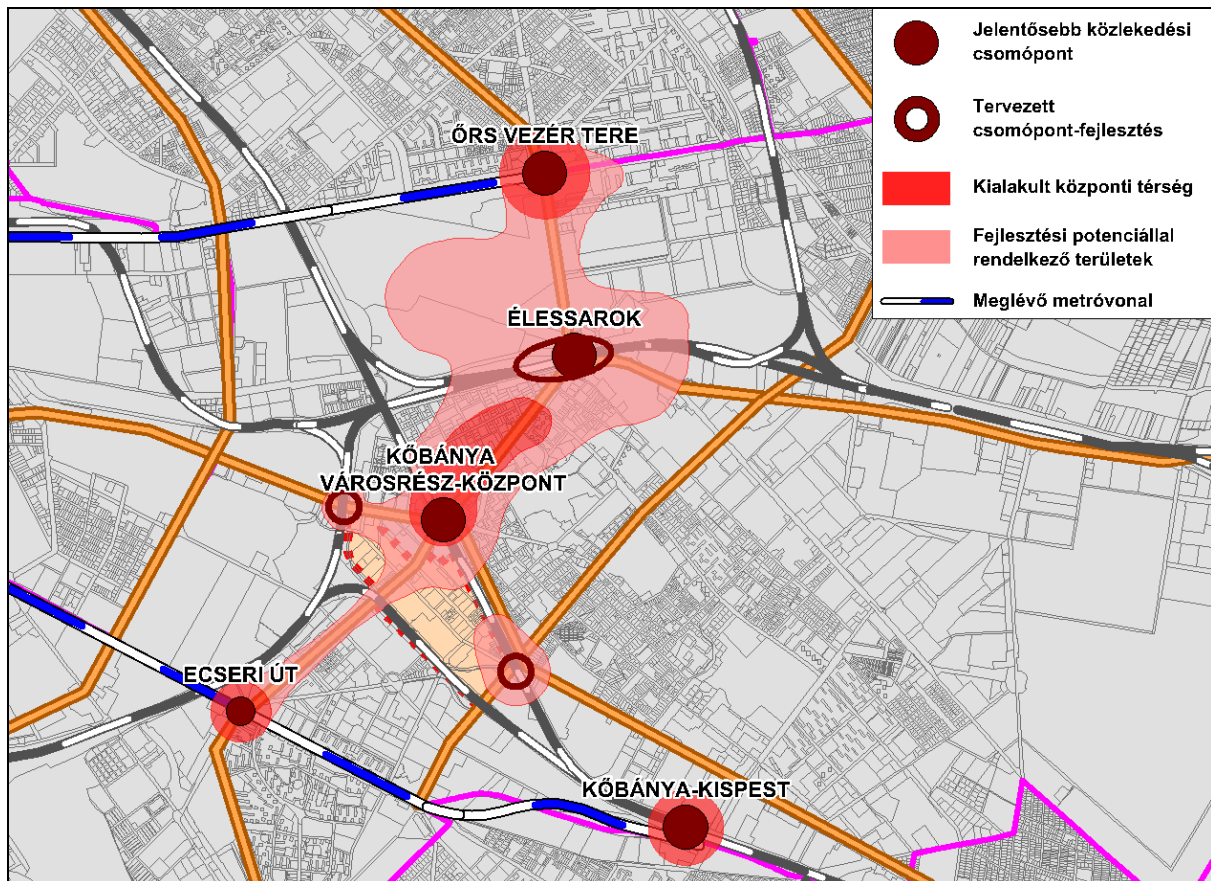 Jelentősebb közlekedési
csomópont
Tervezett
csomópont-fejlesztés
Kialakult központi térség
Fejlesztési potenciállal
rendelkező területek
Meglévő metróvonal
ŐRS VEZÉR TERE
ÉLESSAROK
KŐBÁNYA
VÁROSRÉSZ-KÖZPONT
ECSERI ÚT
KŐBÁNYA-KISPEST